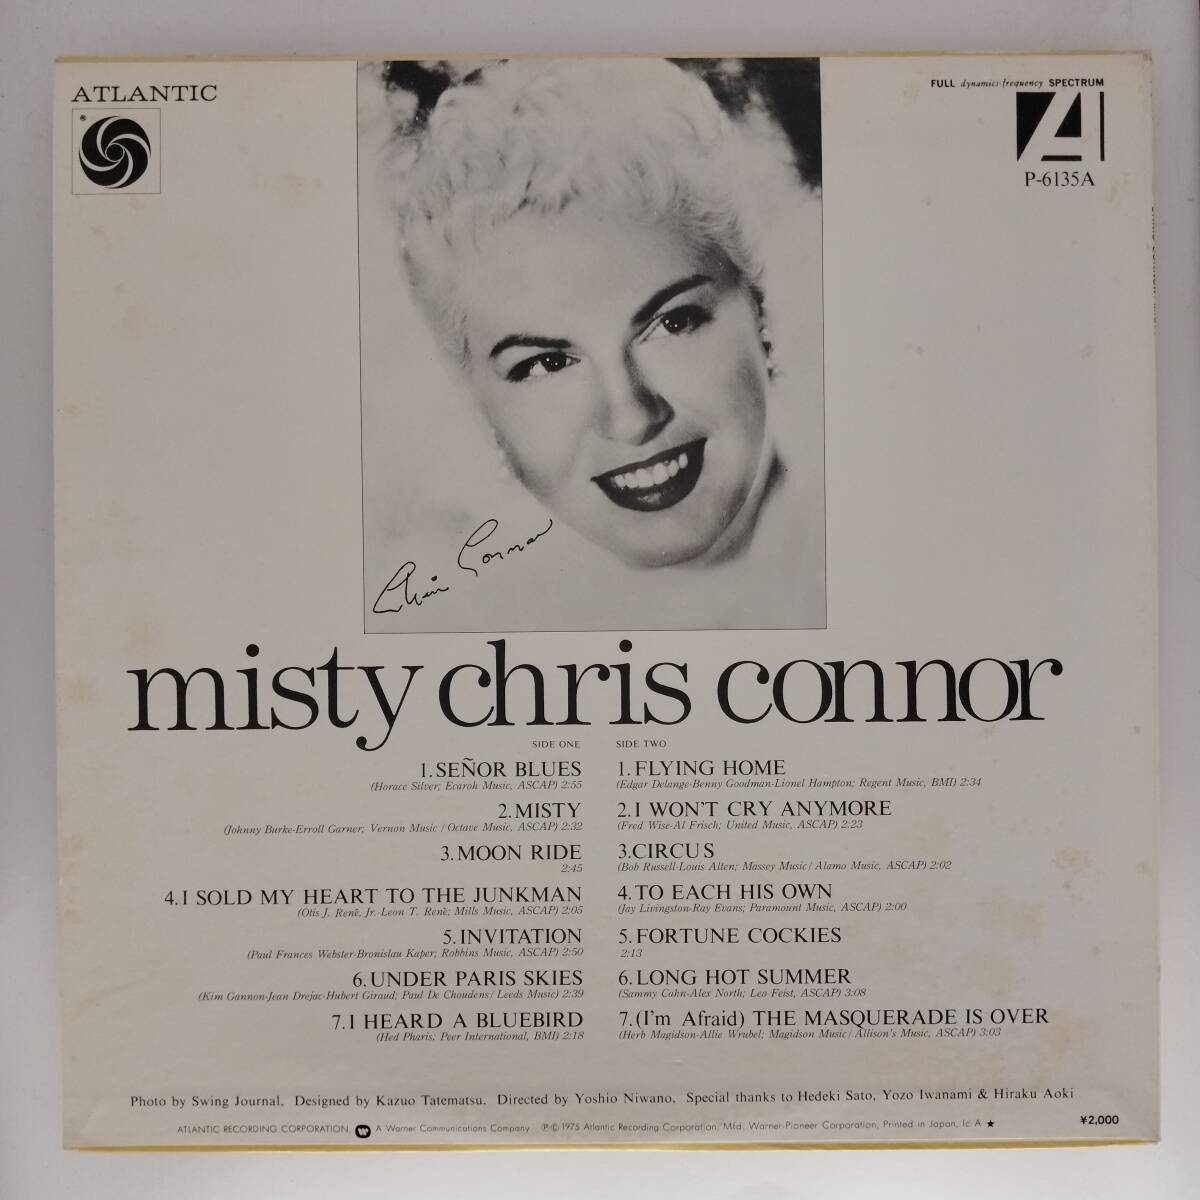 ATLANTIC
®
FULL dynamics-frequency SPECTRUM
P-6135A
Chris Connor
misty chris connor
SIDE ONE
1.SEÑOR BLUES
(Horace Silver; Ecaroh Music, ASCAP) 2:55
2.MISTY
(Johnny Burke-Erroll Garner; Vernon Music / Octave Music, ASCAP) 2:32
3.MOON RIDE
2:45
4.I SOLD MY HEART TO THE JUNKMAN
(Otis J. Renē, Jr.-Leon T. Renē; Mills Music, ASCAP) 2:05
5.INVITATION
(Paul Frances Webster-Bronislau Kaper; Robbins Music, ASCAP) 2:50
6.UNDER PARIS SKIES
(Kim Gannon-Jean Drejac-Hubert Giraud; Paul De Choudens/ Leeds Music) 2:39
7.I HEARD A BLUEBIRD
(Hed Pharis; Peer International, BMI) 2:18
SIDE TWO
1.FLYING HOME
(Edgar Delange-Benny Goodman-Lionel Hampton; Regent Music, BMI) 2:34
2.I WON'T CRY ANYMORE
(Fred Wise-Al Frisch; United Music, ASCAP) 2:23
3.CIRCUS
(Bob Russell-Louis Alten; Massey Music/ Alamo Music, ASCAP) 2:02
4.TO EACH HIS OWN
(Jay Livingston-Ray Evans; Paramount Music, ASCAP) 2:00
5.FORTUNE COCKIES
2:13
6.LONG HOT SUMMER
(Sammy Cahn-Alex North; Leo Feist, ASCAP) 3:08
7.(I'm Afraid) THE MASQUERADE IS OVER
(Herb Magidson-Allie Wrubel; Magidson Music/ Allison's Music, ASCAP) 3:03
Photo by Swing Journal, Designed by Kazuo Tatematsu, Directed by Yoshio Niwano, Special thanks to Hedeki Sato, Yozo Iwanami & Hiraku Aoki
ATLANTIC RECORDING CORPORATION, A Warner Communications Company ℗© 1975 Atlantic Recording Corporation, Mfd. Warner-Pioneer Corporation, Printed in Japan, Ic A ★
¥2,000